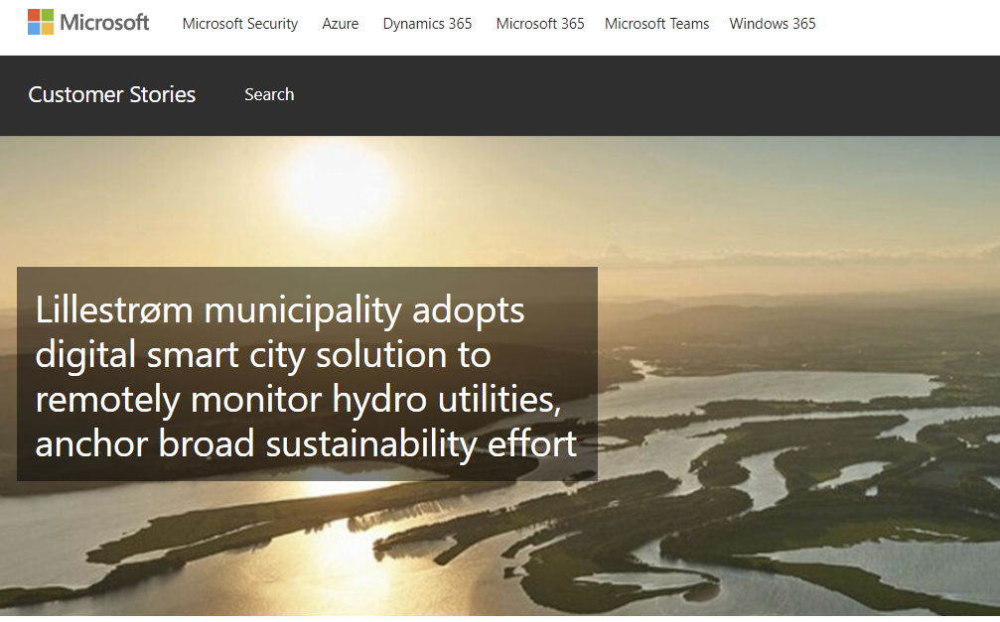 Microsoft Microsoft Security Azure Dynamics 365 Microsoft 365 Microsoft Teams Windows 365
Customer Stories Search
Lillestrøm municipality adopts
digital smart city solution to
remotely monitor hydro utilities,
anchor broad sustainability effort